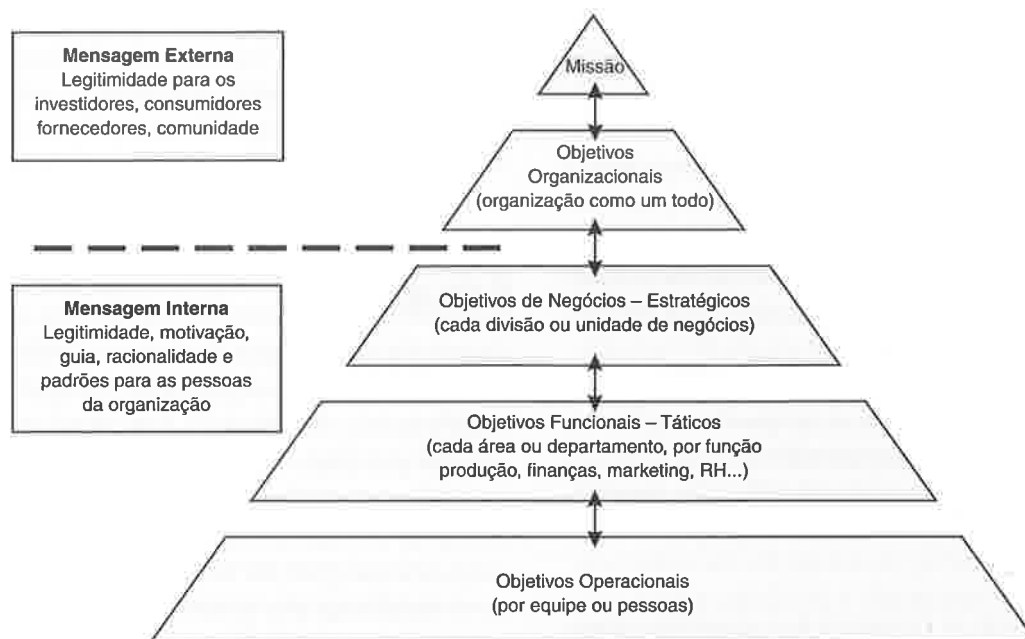 Mensagem Externa
Legitimidade para os
investidores, consumidores
fornecedores, comunidade
Missão
Objetivos
Organizacionais
(organização como um todo)
Mensagem Interna
Legitimidade, motivação,
guia, racionalidade e
padrões para as pessoas
da organização
Objetivos de Negócios – Estratégicos
(cada divisão ou unidade de negócios)
Objetivos Funcionais – Táticos
(cada área ou departamento, por função
produção, finanças, marketing, RH...)
Objetivos Operacionais
(por equipe ou pessoas)